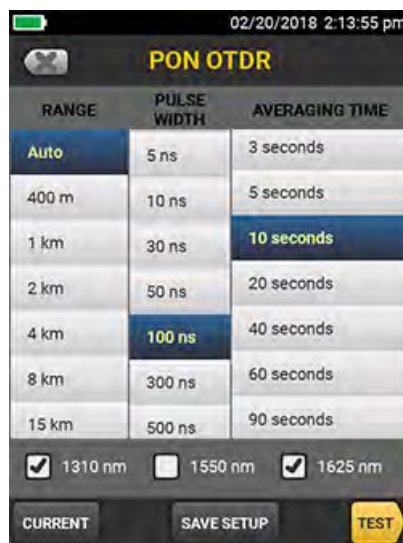 02/20/2018 2:13:55 pm
PON OTDR
RANGE PULSE WIDTH AVERAGING TIME
Auto 5 ns 3 seconds
400 m 10 ns 5 seconds
1 km 30 ns 10 seconds
2 km 50 ns 20 seconds
4 km 100 ns 40 seconds
8 km 300 ns 60 seconds
15 km 500 ns 90 seconds
1310 nm 1550 nm 1625 nm
CURRENT SAVE SETUP TEST